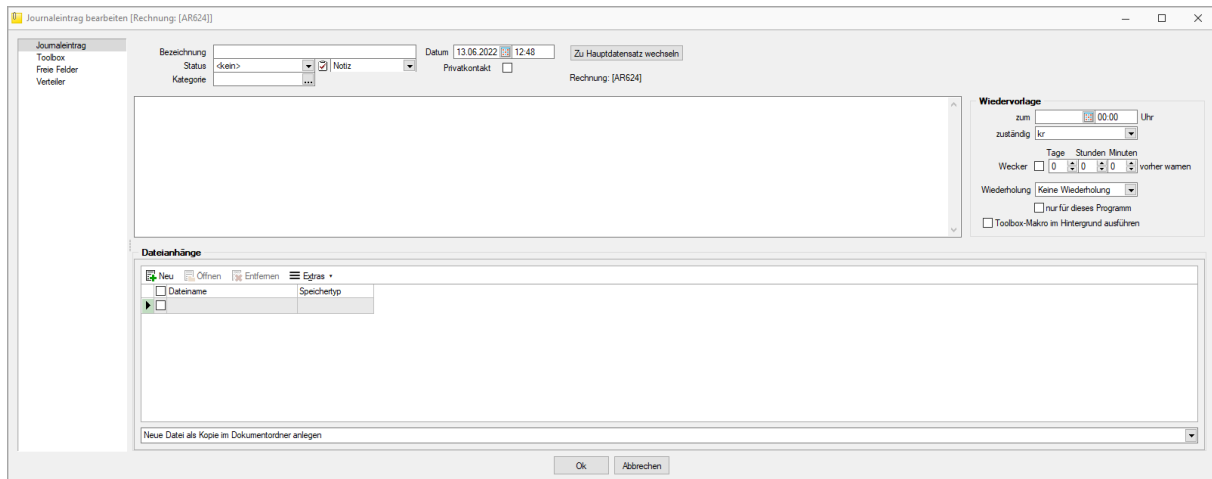 Journaleintrag bearbeiten [Rechnung: [AR624]]
Journaleintrag
Toolbox
Freie Felder
Verteiler
Bezeichnung
Datum 13.06.2022 12:48
Zu Hauptdatensatz wechseln
Status <kein> Notiz
Privatkontakt
Kategorie ...
Rechnung: [AR624]
Wiedervorlage
zum 00:00 Uhr
zuständig kr
Tage Stunden Minuten
Wecker 0 0 0 vorher warnen
Wiederholung Keine Wiederholung
nur für dieses Programm
Toolbox-Makro im Hintergrund ausführen
Dateianhänge
Neu Öffnen Entfernen Extras
Dateiname Speichertyp
Neue Datei als Kopie im Dokumentordner anlegen
Ok Abbrechen